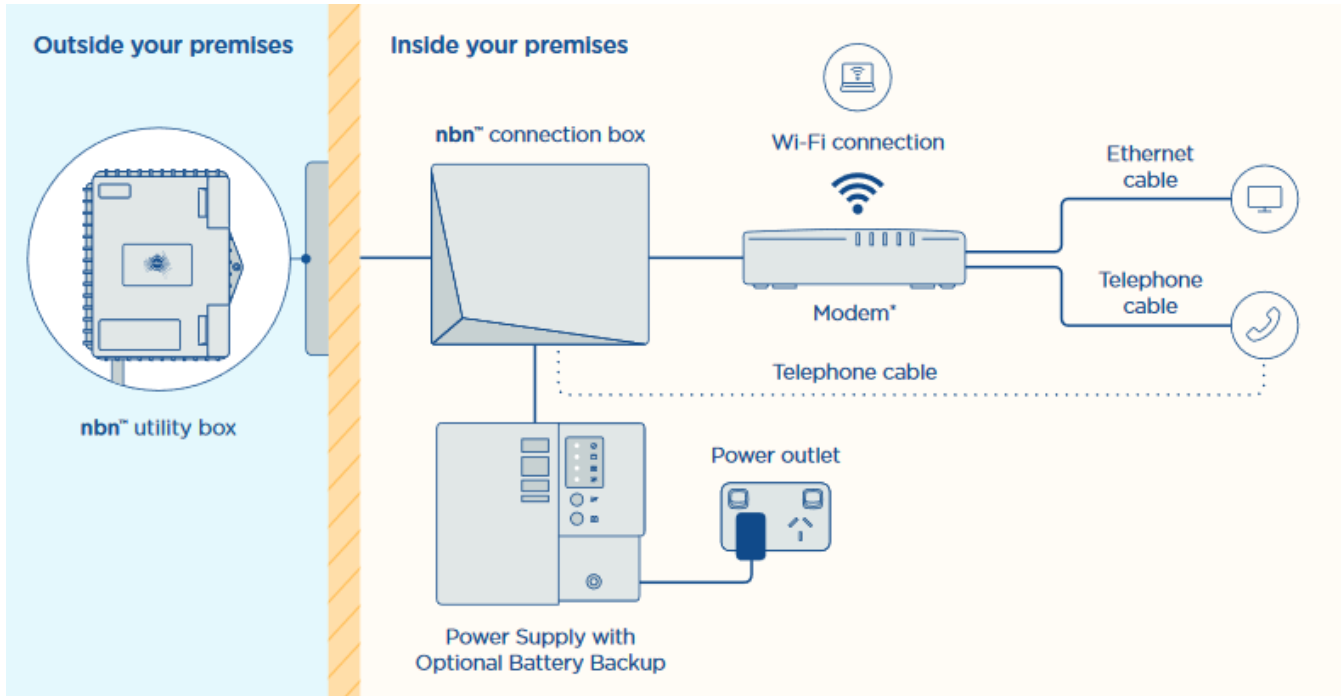 Outside your premises
Inside your premises
nbn™ connection box
Wi-Fi connection
Ethernet
cable
Modem*
Telephone
cable
Telephone cable
nbn™ utility box
Power outlet
Power Supply with
Optional Battery Backup